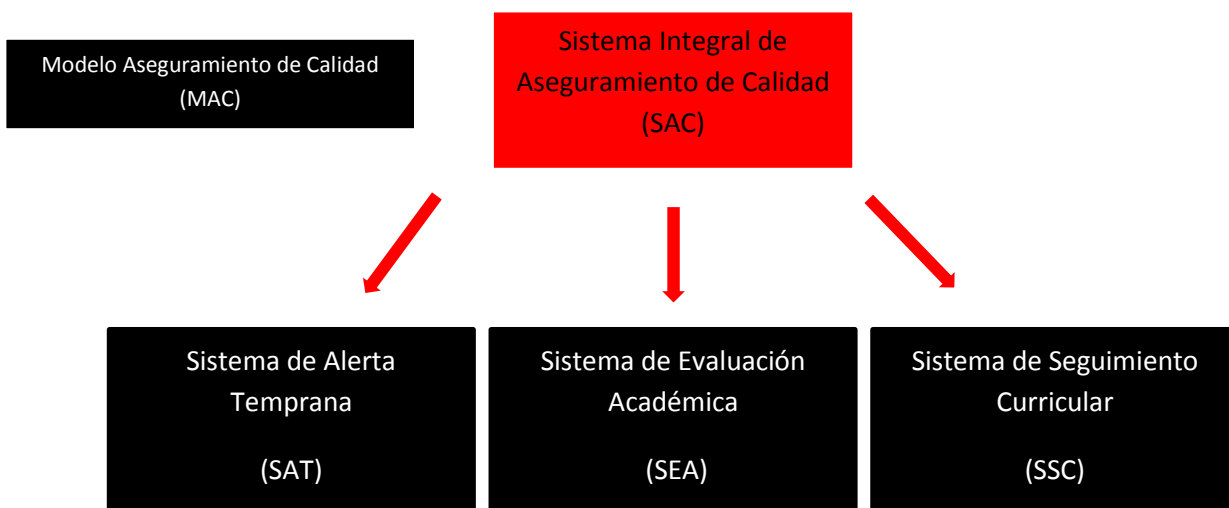 Modelo Aseguramiento de Calidad
(MAC)
Sistema Integral de
Aseguramiento de Calidad
(SAC)
Sistema de Alerta
Temprana
(SAT)
Sistema de Evaluación
Académica
(SEA)
Sistema de Seguimiento
Curricular
(SSC)